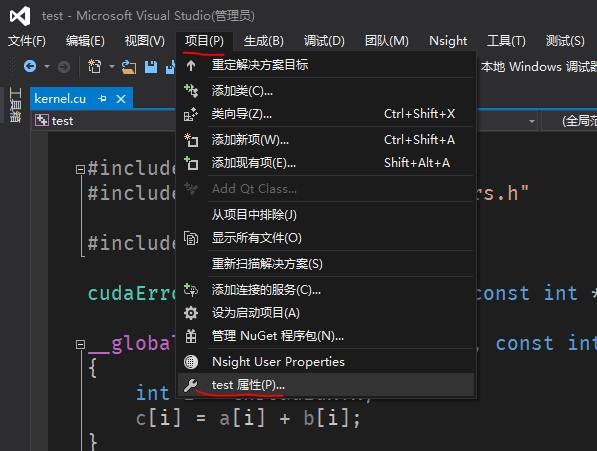 test - Microsoft Visual Studio(管理员)
文件(F) 编辑(E) 视图(V) 项目(P) 生成(B) 调试(D) 团队(M) Nsight 工具(T) 测试(S)
本地 Windows 调试器
工具箱
kernel.cu
test
(全局范
重定解决方案目标
添加类(C)...
类向导(Z)... Ctrl+Shift+X
添加新项(W)... Ctrl+Shift+A
添加现有项(E)... Shift+Alt+A
Add Qt Class...
从项目中排除(J)
显示所有文件(O)
重新扫描解决方案(S)
添加连接的服务(C)...
设为启动项目(A)
管理 NuGet 程序包(N)...
Nsight User Properties
test 属性(P)...
#include
#include rs.h"
#include
cudaErro const int *
__global , const int
{
int i
c[i] = a[i] + b[i];
}